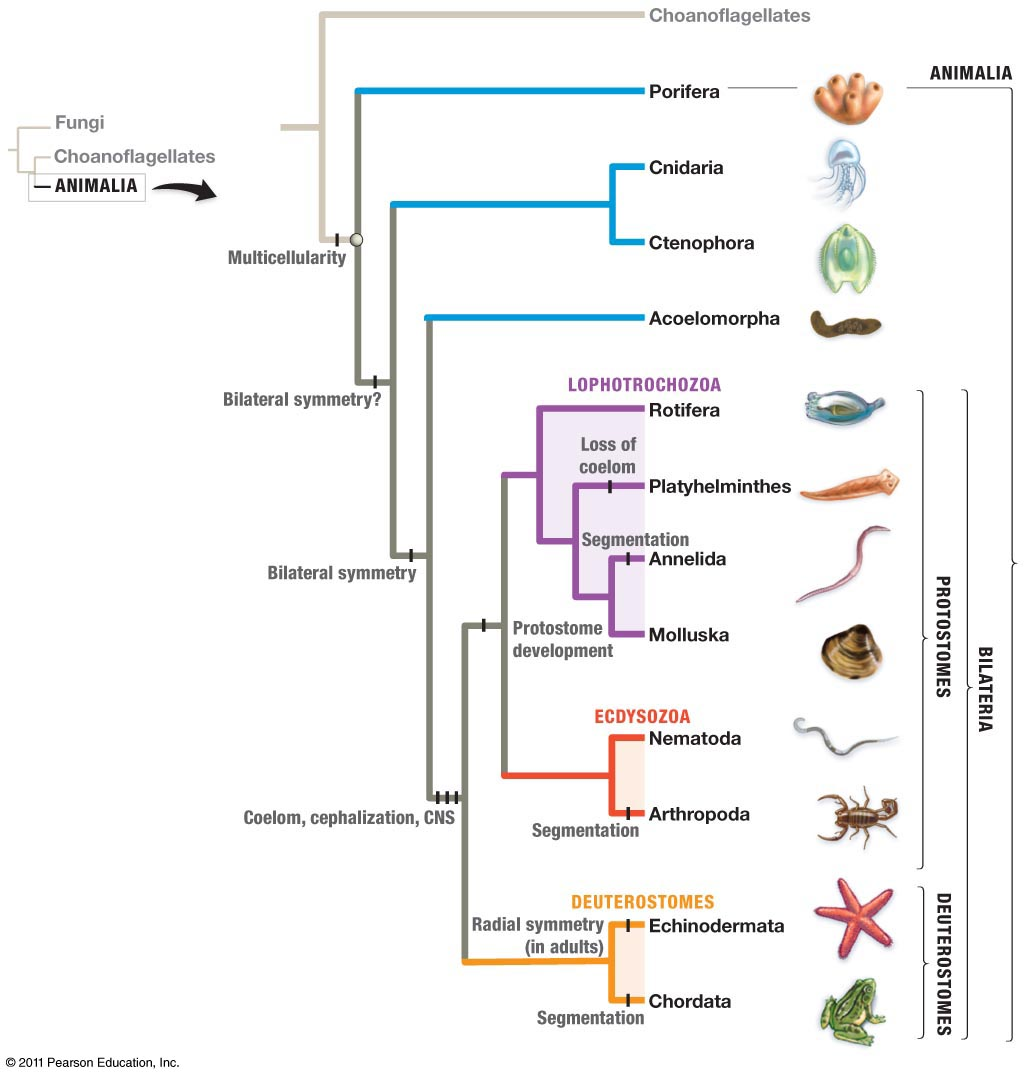 Choanoflagellates
ANIMALIA
Porifera
Fungi
Choanoflagellates
ANIMALIA
Cnidaria
Ctenophora
Multicellularity
Acoelomorpha
Bilateral symmetry?
LOPHOTROCHOZOA
Rotifera
Loss of
coelom
Platyhelminthes
Segmentation
Annelida
Bilateral symmetry
Protostome
development
Molluska
PROTOSTOMES
BILATERIA
ECDYSOZOA
Nematoda
Coelom, cephalization, CNS
Arthropoda
Segmentation
DEUTEROSTOMES
Radial symmetry
(in adults)
Echinodermata
DEUTEROSTOMES
Chordata
Segmentation
© 2011 Pearson Education, Inc.